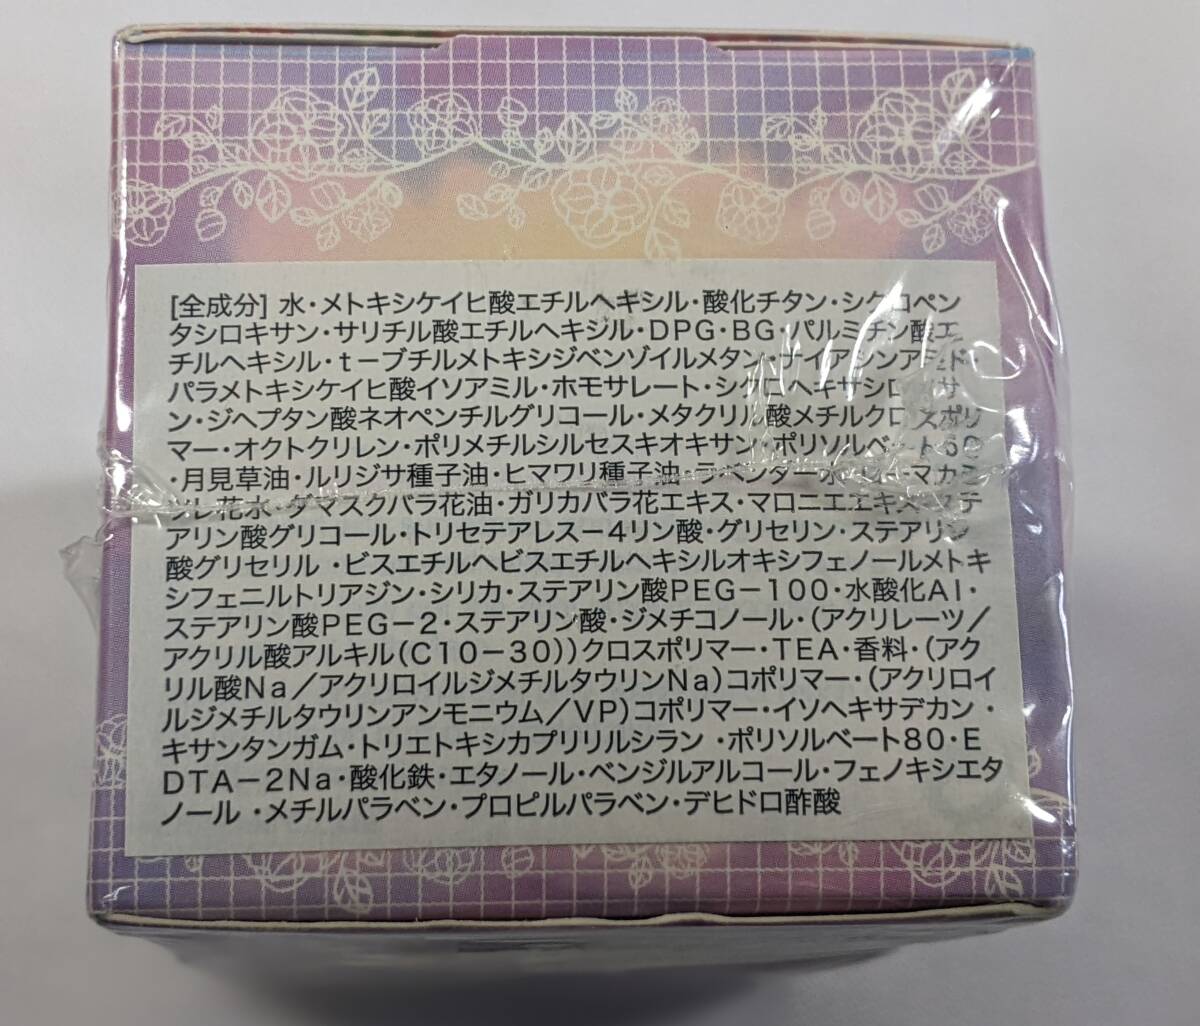 [全成分] 水・メトキシケイヒ酸エチルヘキシル・酸化チタン・シクロペン
タシロキサン・サリチル酸エチルヘキシル・DPG・BG・パルミチン酸エ
チルヘキシル・t－ブチルメトキシジベンゾイルメタン・ナイアシンアミド・
パラメトキシケイヒ酸イソアミル・ホモサレート・シクロヘキサシロキサ
ン・ジヘプタン酸ネオペンチルグリコール・メタクリル酸メチルクロスポリ
マー・オクトクリレン・ポリメチルシルセスキオキサン・ポリソルベート60
・月見草油・ルリジサ種子油・ヒマワリ種子油・ラベンダー水・ローマカミ
ツレ花水・ダマスクバラ花油・ガリカバラ花エキス・マロニエエキス・ステ
アリン酸グリコール・トリセテアレス－4リン酸・グリセリン・ステアリン
酸グリセリル ・ビスエチルヘビスエチルヘキシルオキシフェノールメトキ
シフェニルトリアジン・シリカ・ステアリン酸PEG－100・水酸化AI・
ステアリン酸PEG－2・ステアリン酸・ジメチコノール・(アクリレーツ／
アクリル酸アルキル(C10－30))クロスポリマー・TEA・香料・(アク
リル酸Na／アクリロイルジメチルタウリンNa)コポリマー・(アクリロイ
ルジメチルタウリンアンモニウム／VP)コポリマー・イソヘキサデカン・
キサンタンガム・トリエトキシカプリリルシラン ・ポリソルベート80・E
DTA－2Na・酸化鉄・エタノール・ベンジルアルコール・フェノキシエタ
ノール ・メチルパラベン・プロピルパラベン・デヒドロ酢酸